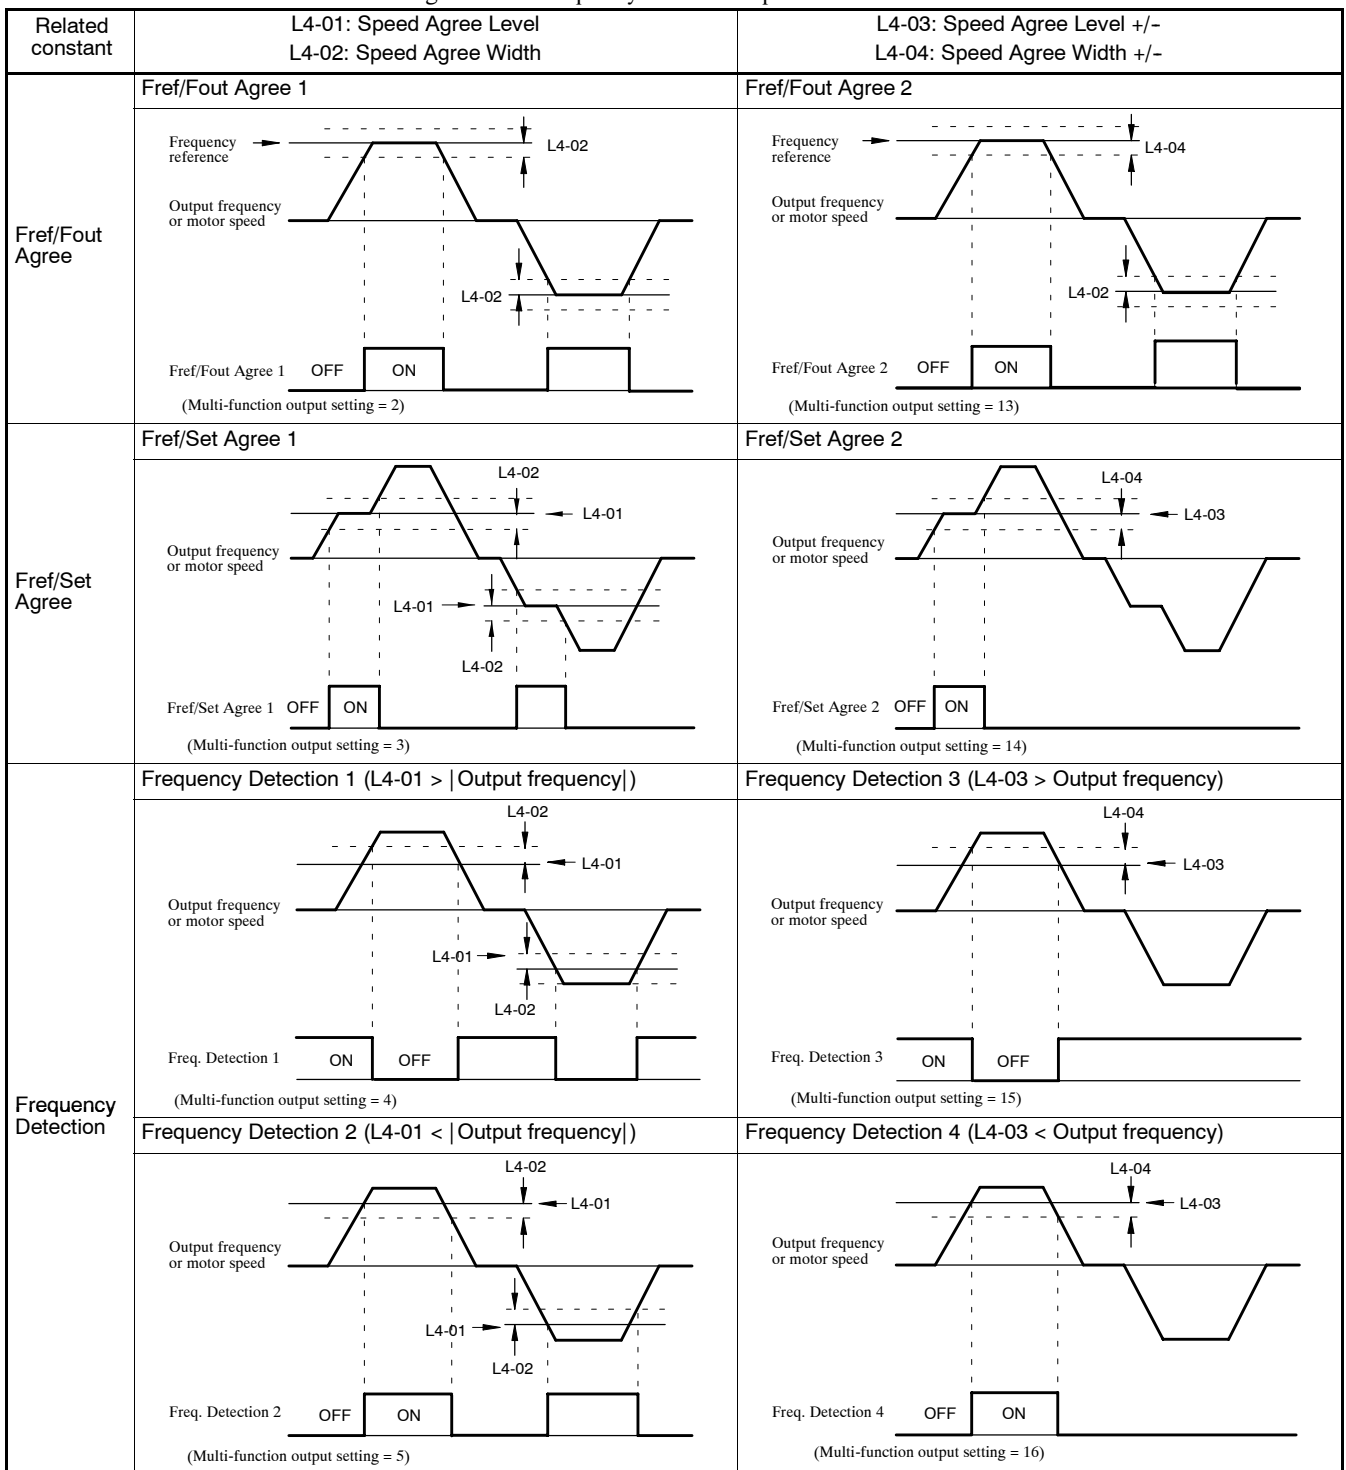 Related
constant
L4-01: Speed Agree Level
L4-02: Speed Agree Width
L4-03: Speed Agree Level +/-
L4-04: Speed Agree Width +/-
Fref/Fout
Agree
Fref/Fout Agree 1
Frequency
reference
L4-02
Output frequency
or motor speed
L4-02
Fref/Fout Agree 1
OFF
ON
(Multi-function output setting = 2)
Fref/Fout Agree 2
Frequency
reference
L4-04
Output frequency
or motor speed
L4-02
Fref/Fout Agree 2
OFF
ON
(Multi-function output setting = 13)
Fref/Set
Agree
Fref/Set Agree 1
L4-02
L4-01
Output frequency
or motor speed
L4-01
L4-02
Fref/Set Agree 1
OFF
ON
(Multi-function output setting = 3)
Fref/Set Agree 2
L4-04
L4-03
Output frequency
or motor speed
Fref/Set Agree 2
OFF
ON
(Multi-function output setting = 14)
Frequency
Detection
Frequency Detection 1 (L4-01 > |Output frequency|)
L4-02
L4-01
Output frequency
or motor speed
L4-01
L4-02
Freq. Detection 1
ON
OFF
(Multi-function output setting = 4)
Frequency Detection 3 (L4-03 > Output frequency)
L4-04
L4-03
Output frequency
or motor speed
Freq. Detection 3
ON
OFF
(Multi-function output setting = 15)
Frequency Detection 2 (L4-01 < |Output frequency|)
L4-02
L4-01
Output frequency
or motor speed
L4-01
L4-02
Freq. Detection 2
OFF
ON
(Multi-function output setting = 5)
Frequency Detection 4 (L4-03 < Output frequency)
L4-04
L4-03
Output frequency
or motor speed
Freq. Detection 4
OFF
ON
(Multi-function output setting = 16)